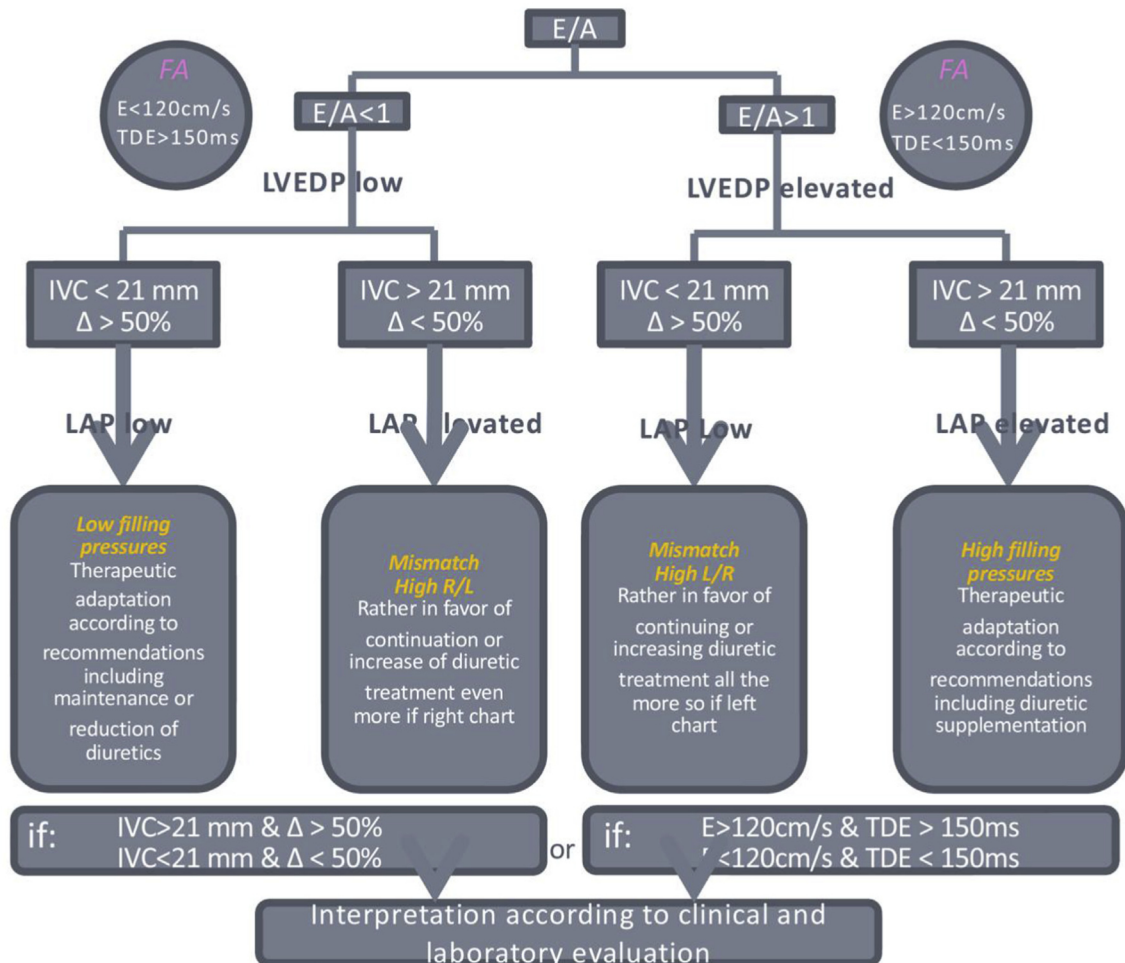 E/A
FA
E<120cm/s
TDE>150ms
E/A<1
E/A>1
FA
E>120cm/s
TDE<150ms
LVEDP low
LVEDP elevated
IVC < 21 mm
Δ > 50%
IVC > 21 mm
Δ < 50%
IVC < 21 mm
Δ > 50%
IVC > 21 mm
Δ < 50%
LAP low
LAP elevated
LAP Low
LAP elevated
Low filling
pressures
Therapeutic
adaptation
according to
recommendations
including
maintenance or
reduction of
diuretics
Mismatch
High R/L
Rather in favor of
continuation or
increase of diuretic
treatment even
more if right chart
Mismatch
High L/R
Rather in favor of
continuing or
increasing diuretic
treatment all the
more so if left
chart
High filling
pressures
Therapeutic
adaptation
according to
recommendations
including diuretic
supplementation
if:
IVC>21 mm & Δ > 50%
IVC<21 mm & Δ < 50%
or
if:
E>120cm/s & TDE > 150ms
E<120cm/s & TDE < 150ms
Interpretation according to clinical and
laboratory evaluation